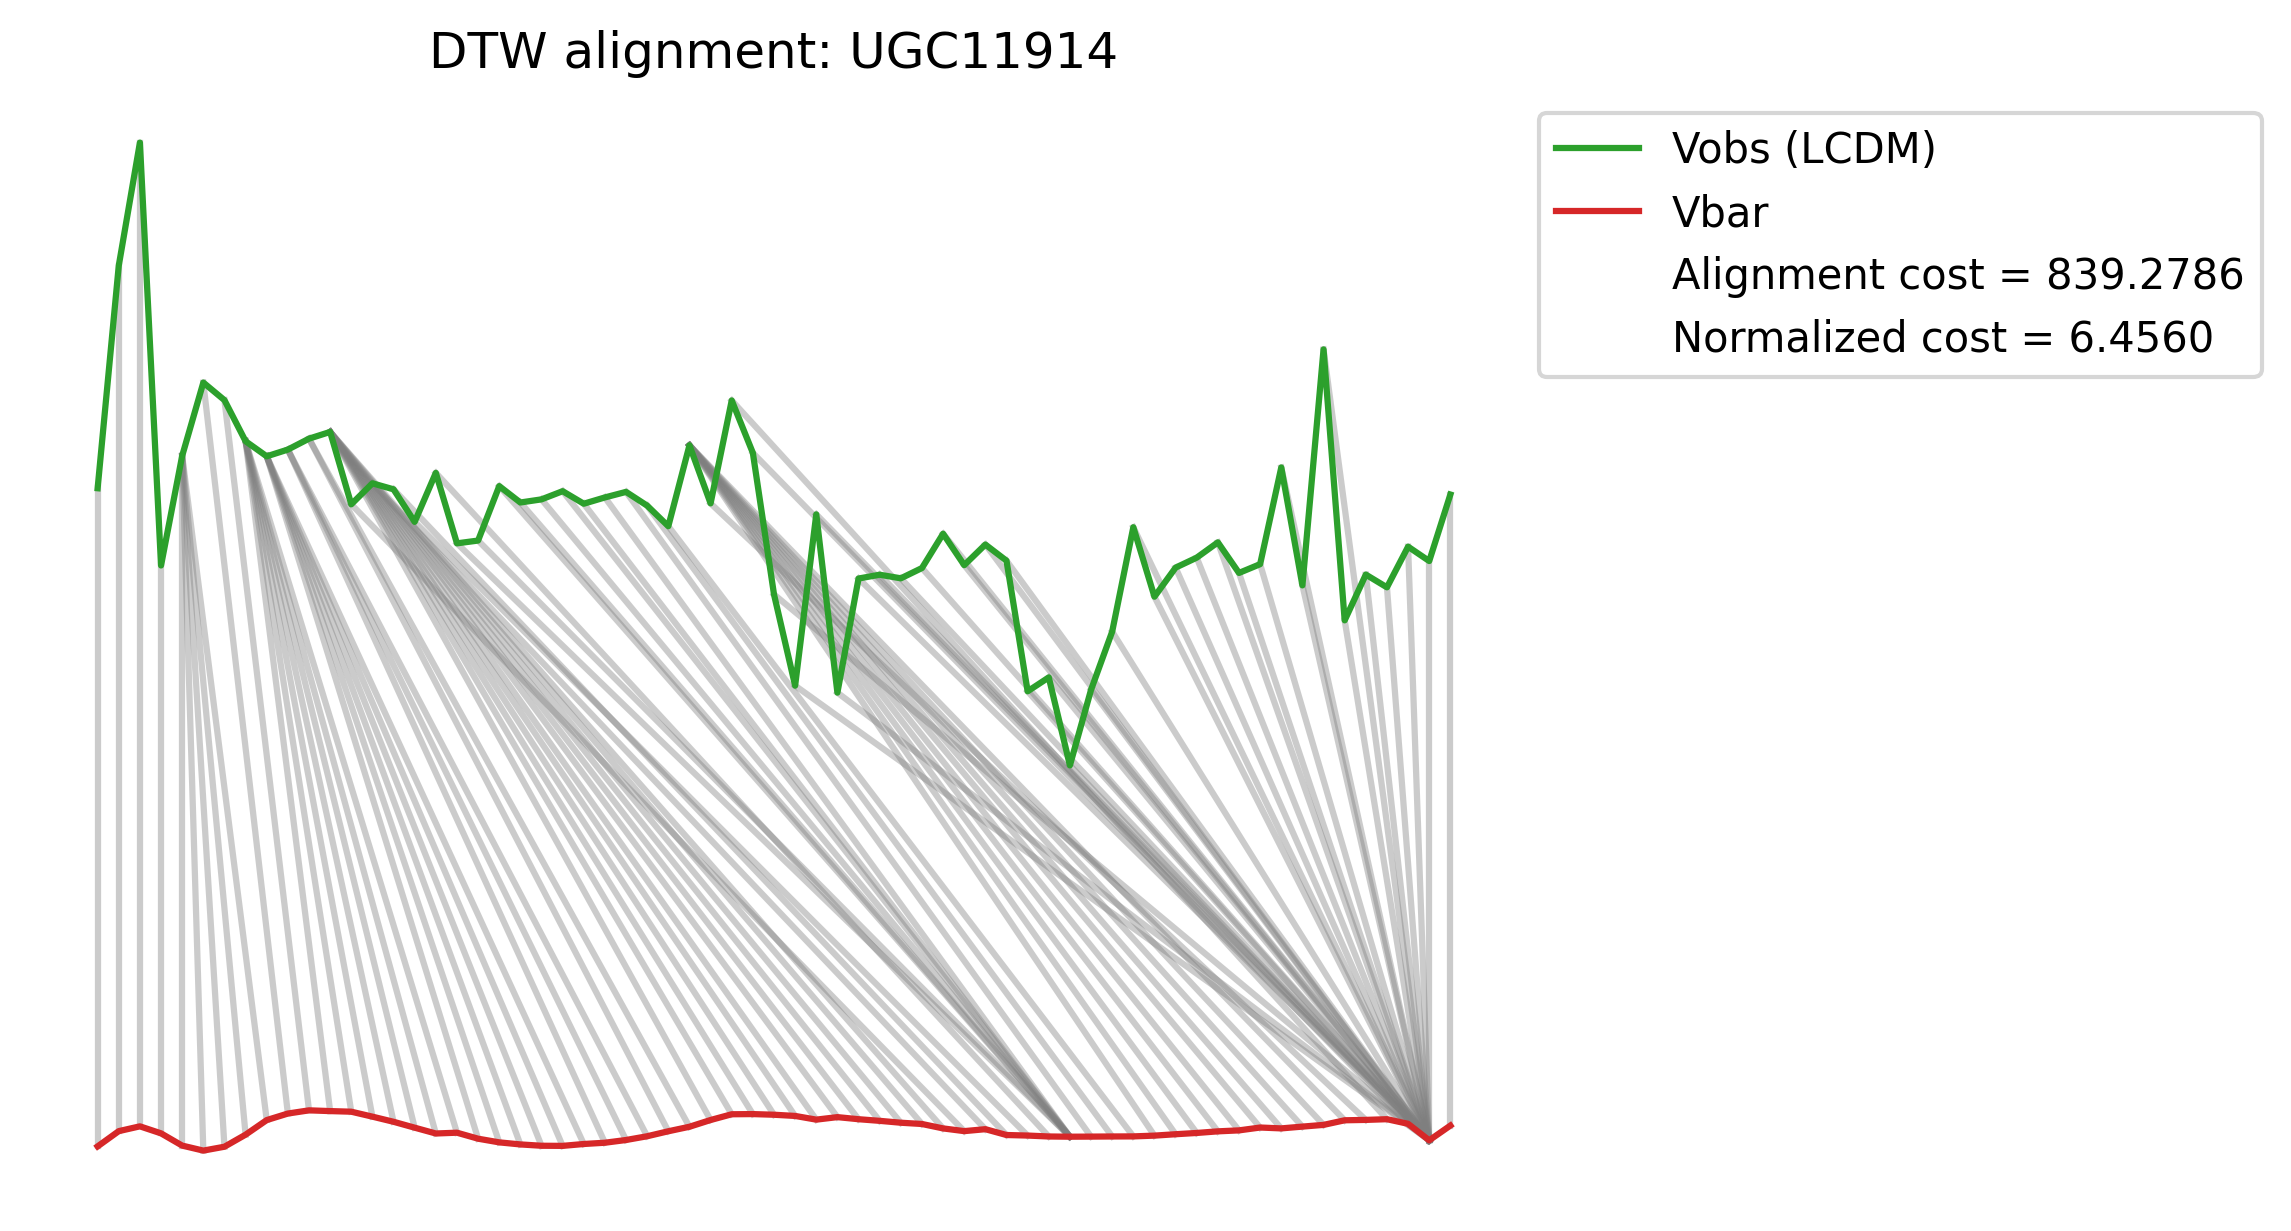 DTW alignment: UGC11914
Vobs (LCDM)
Vbar
Alignment cost = 839.2786
Normalized cost = 6.4560